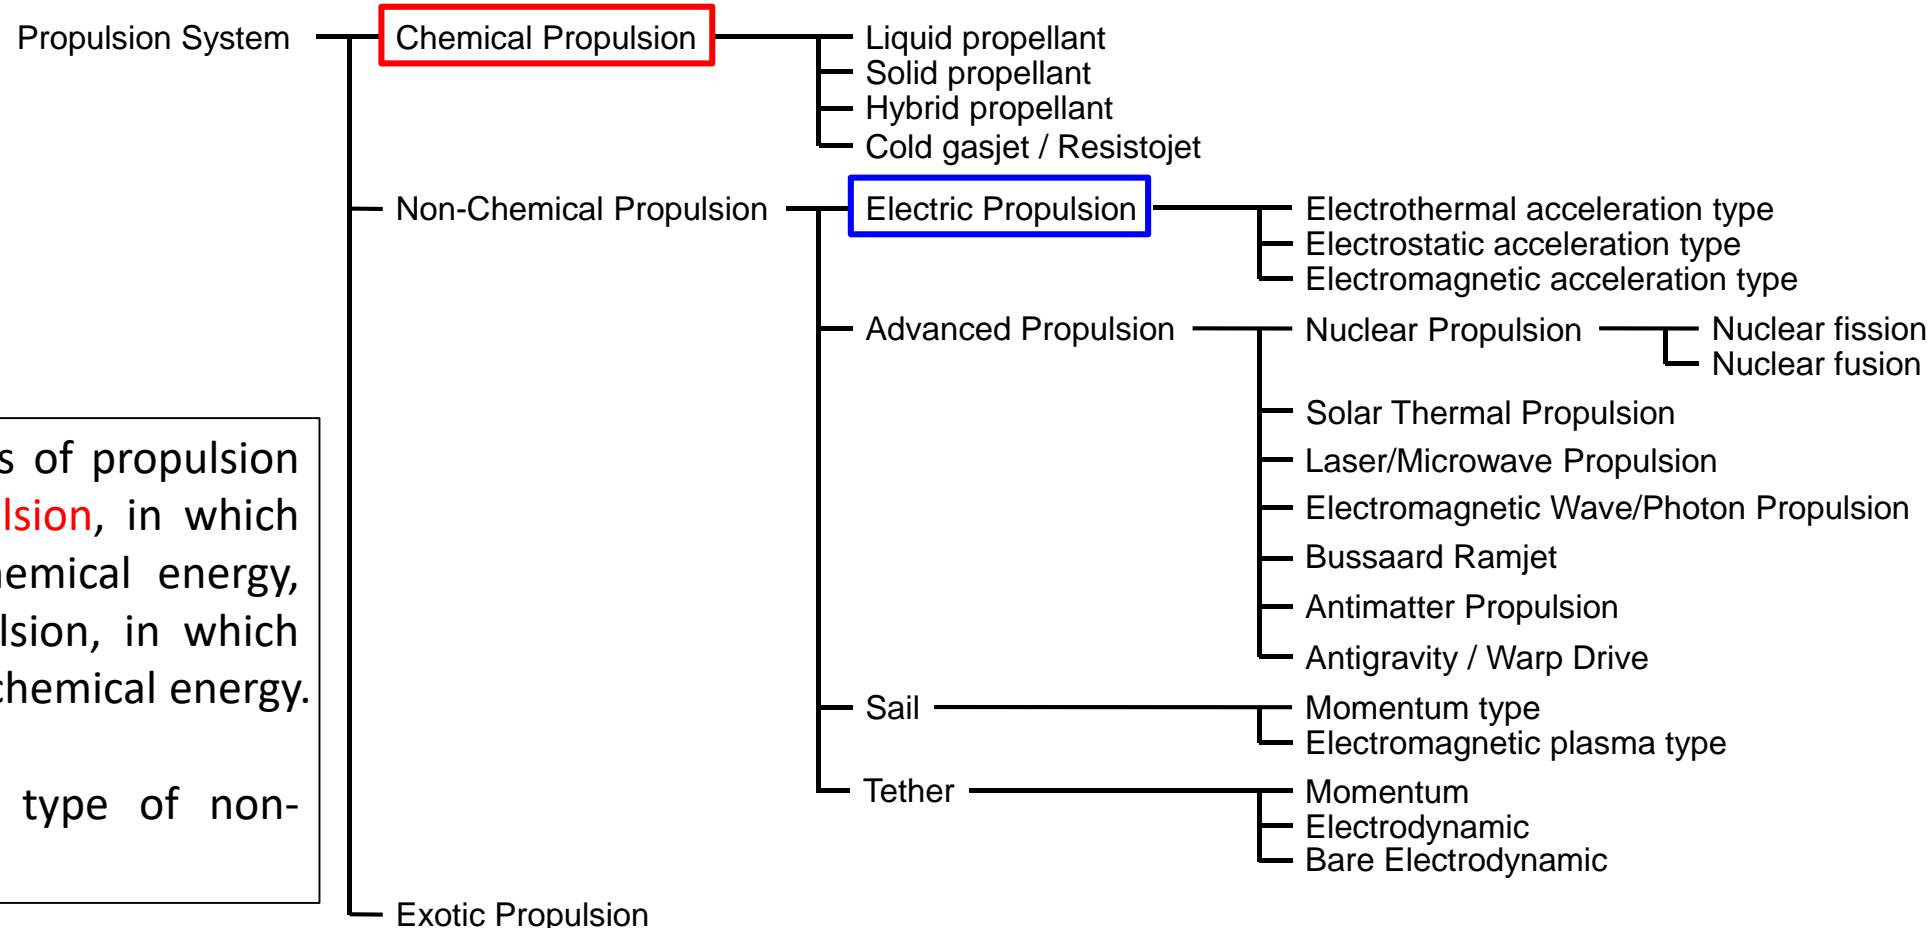 Propulsion System
Chemical Propulsion
Liquid propellant
Solid propellant
Hybrid propellant
Cold gasjet / Resistojet
Non-Chemical Propulsion
Electric Propulsion
Electrothermal acceleration type
Electrostatic acceleration type
Electromagnetic acceleration type
Advanced Propulsion
Nuclear Propulsion
Nuclear fission
Nuclear fusion
Solar Thermal Propulsion
Laser/Microwave Propulsion
Electromagnetic Wave/Photon Propulsion
Bussaard Ramjet
Antimatter Propulsion
Antigravity / Warp Drive
Sail
Momentum type
Electromagnetic plasma type
Tether
Momentum
Electrodynamic
Bare Electrodynamic
Exotic Propulsion
of propulsion
, in which
energy,
, in which
chemical energy.
type of non-